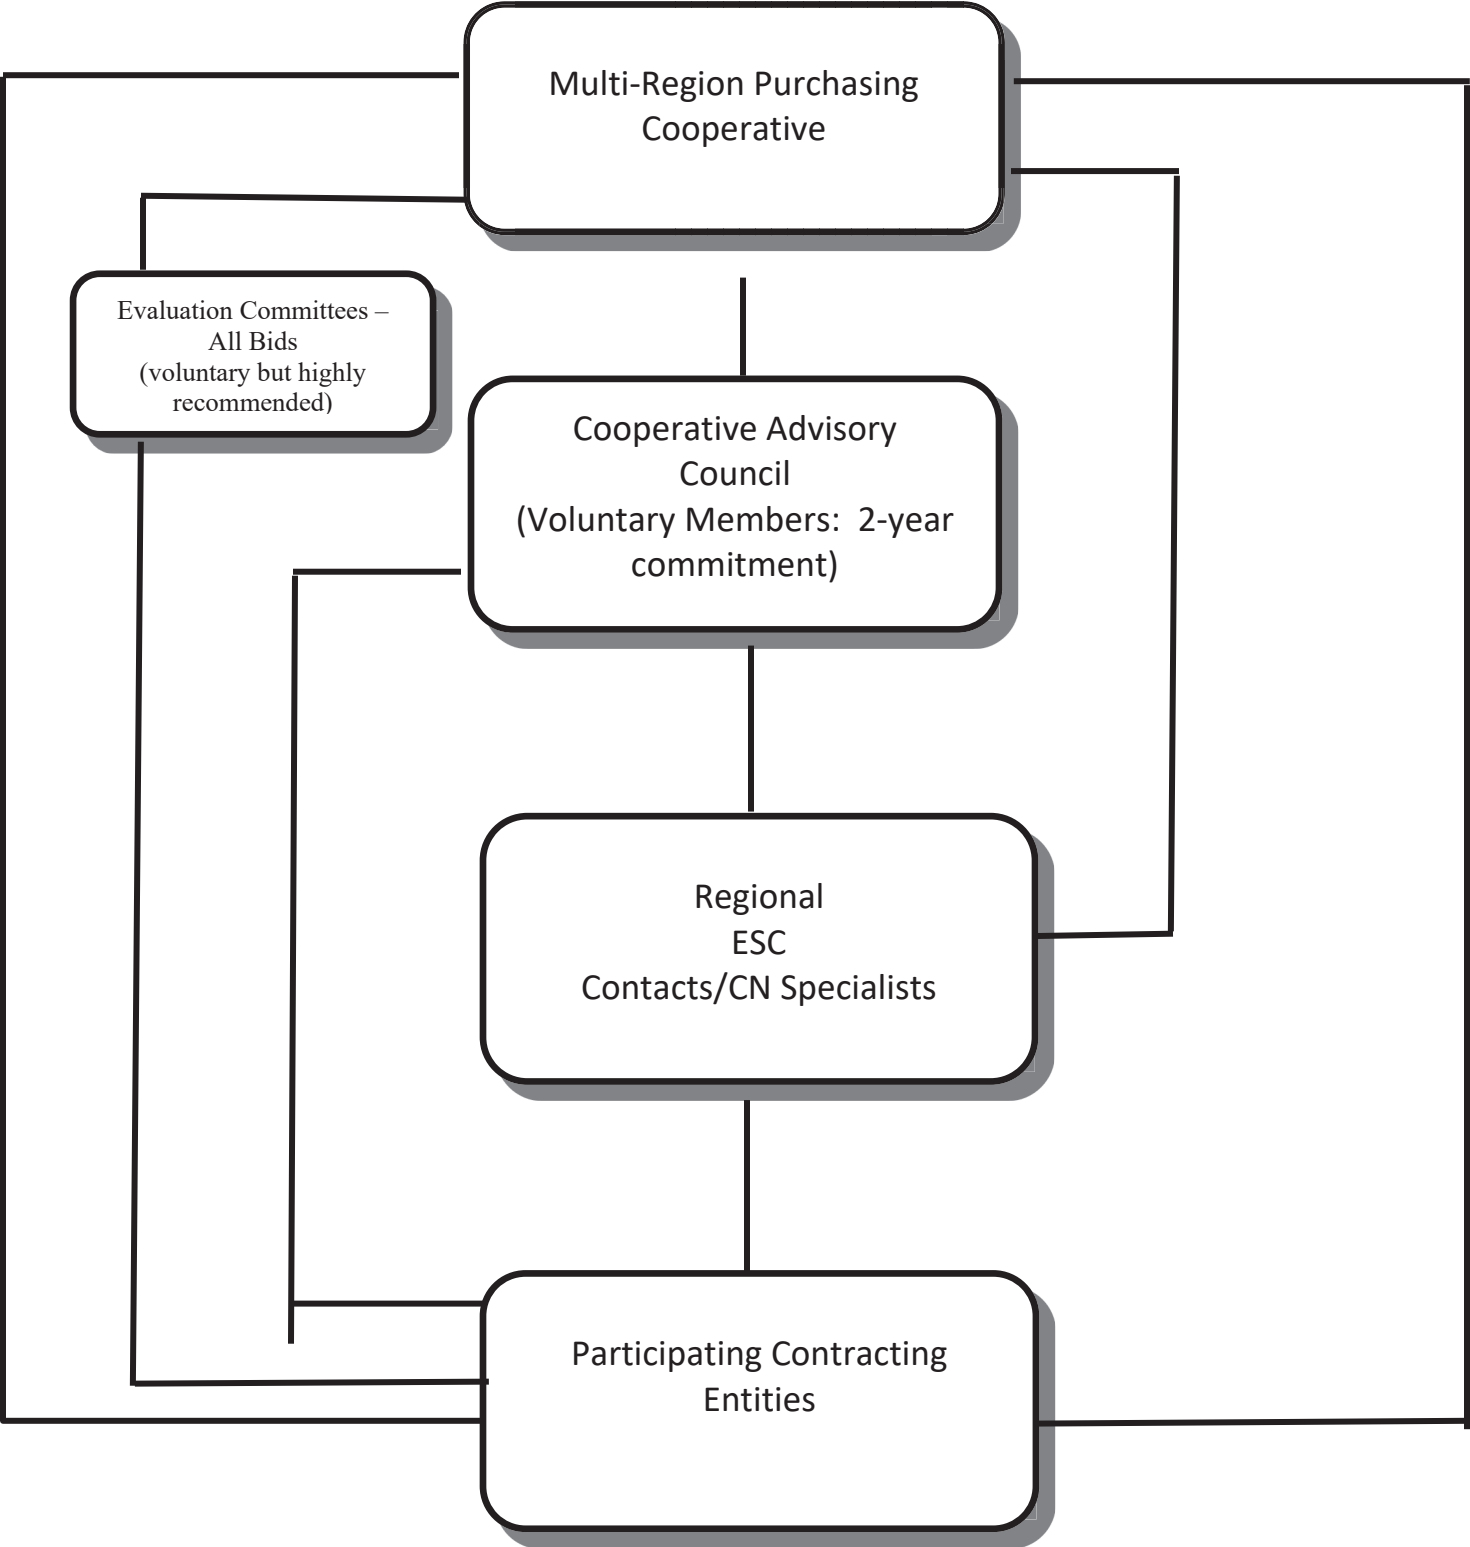 Multi-Region Purchasing
Cooperative
Evaluation Committees –
All Bids
(voluntary but highly
recommended)
Cooperative Advisory
Council
(Voluntary Members:  2-year
commitment)
Regional
ESC
Contacts/CN Specialists
Participating Contracting
Entities